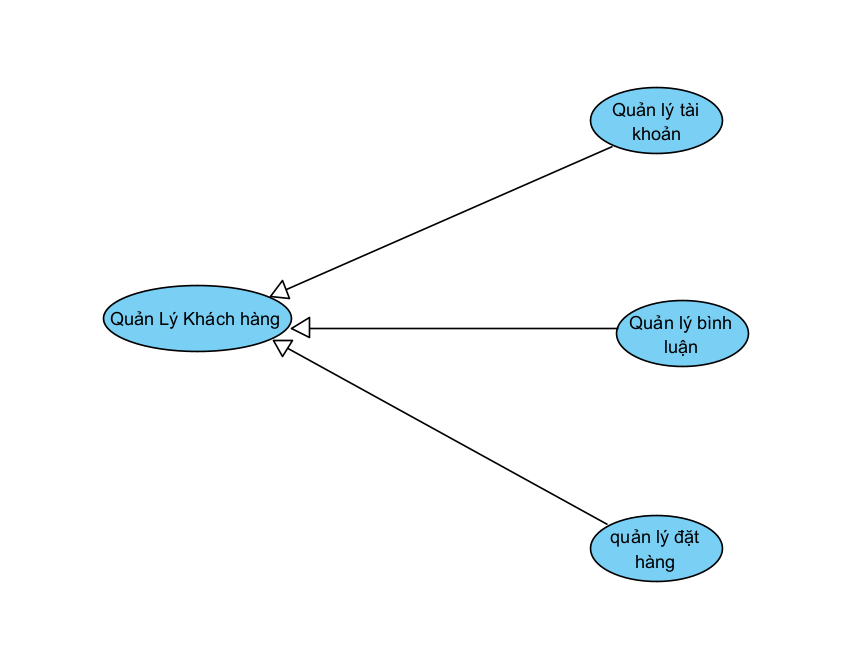 Quản lý tài
khoản
Quản Lý Khách hàng
Quản lý bình
luận
quản lý đặt
hàng